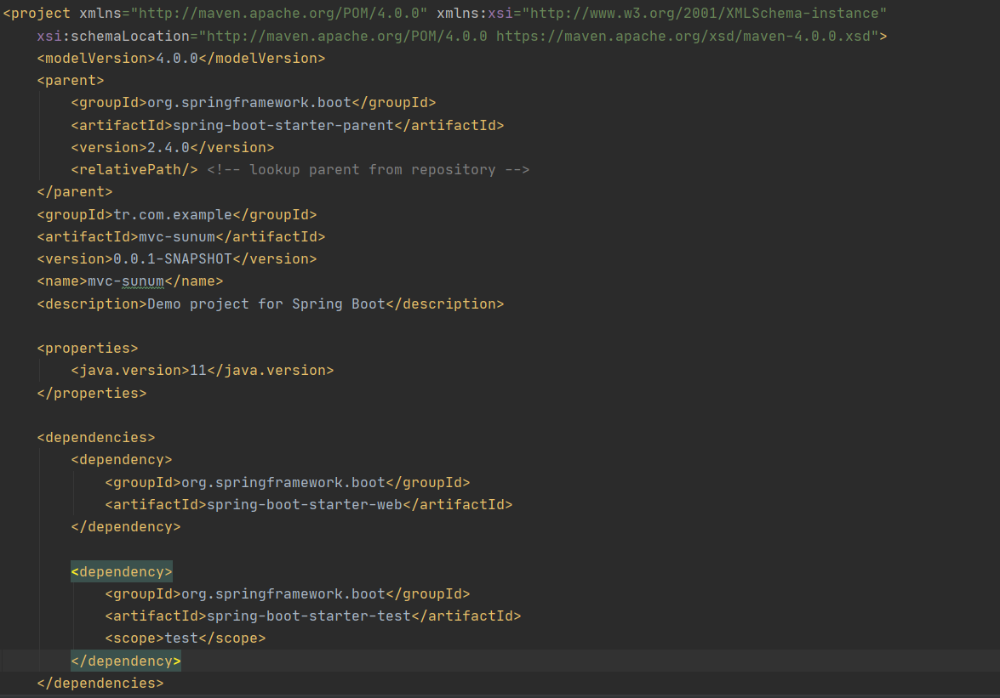 <project xmlns="http://maven.apache.org/POM/4.0.0" xmlns:xsi="http://www.w3.org/2001/XMLSchema-instance"
    xsi:schemaLocation="http://maven.apache.org/POM/4.0.0 https://maven.apache.org/xsd/maven-4.0.0.xsd">
    <modelVersion>4.0.0</modelVersion>
    <parent>
        <groupId>org.springframework.boot</groupId>
        <artifactId>spring-boot-starter-parent</artifactId>
        <version>2.4.0</version>
        <relativePath/> <!-- lookup parent from repository -->
    </parent>
    <groupId>tr.com.example</groupId>
    <artifactId>mvc-sunum</artifactId>
    <version>0.0.1-SNAPSHOT</version>
    <name>mvc-sunum</name>
    <description>Demo project for Spring Boot</description>

    <properties>
        <java.version>11</java.version>
    </properties>

    <dependencies>
        <dependency>
            <groupId>org.springframework.boot</groupId>
            <artifactId>spring-boot-starter-web</artifactId>
        </dependency>

        <dependency>
            <groupId>org.springframework.boot</groupId>
            <artifactId>spring-boot-starter-test</artifactId>
            <scope>test</scope>
        </dependency>
    </dependencies>